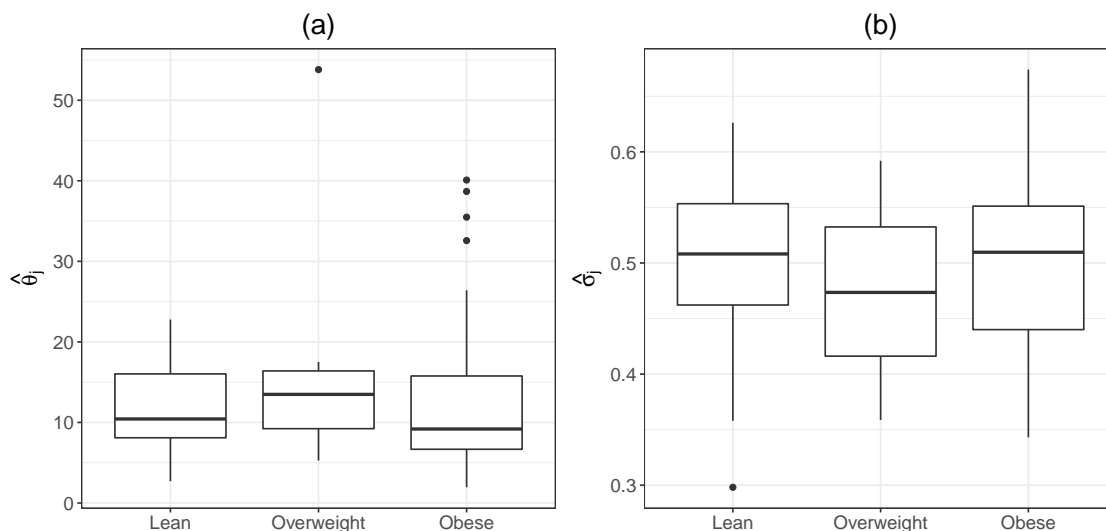 (a)
50
40
30
20
10
0
θ̂j
Lean Overweight Obese
(b)
0.6
0.5
0.4
0.3
σ̂j
Lean Overweight Obese